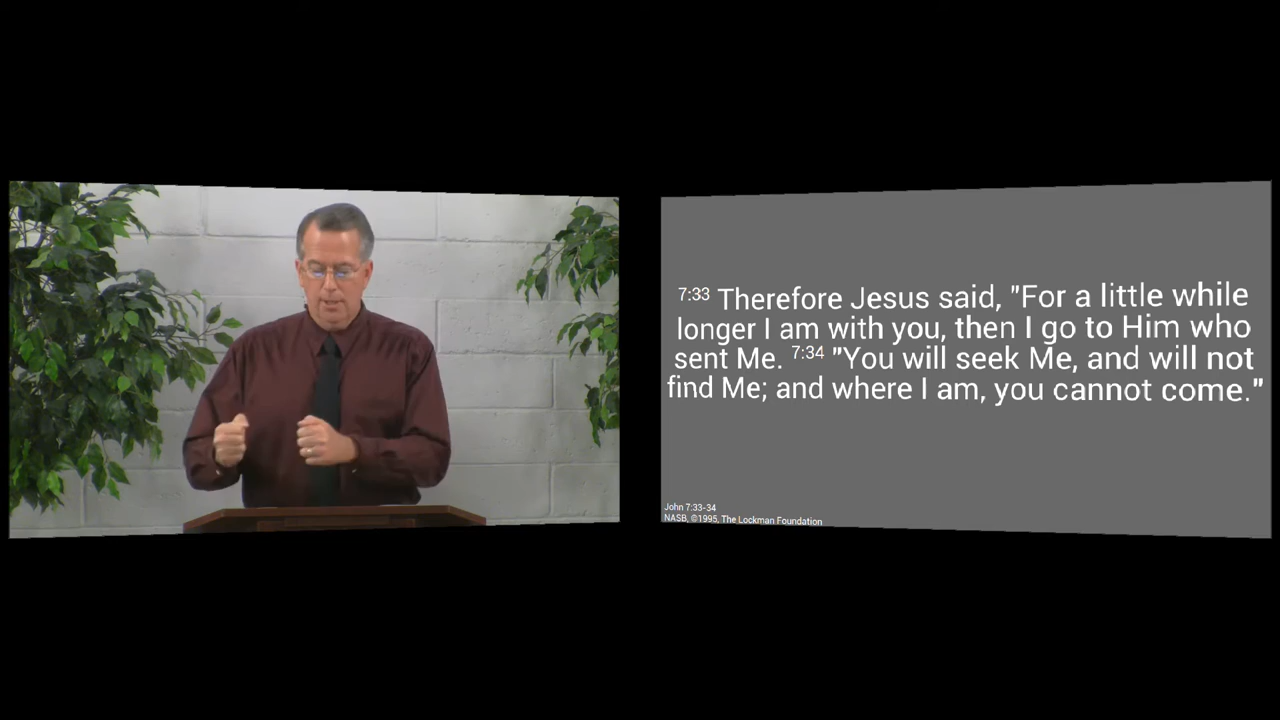 7:33 Therefore Jesus said, "For a little while
longer I am with you, then I go to Him who
sent Me. 7:34 "You will seek Me, and will not
find Me; and where I am, you cannot come."
John 7:33-34
NASB, ©1995, The Lockman Foundation